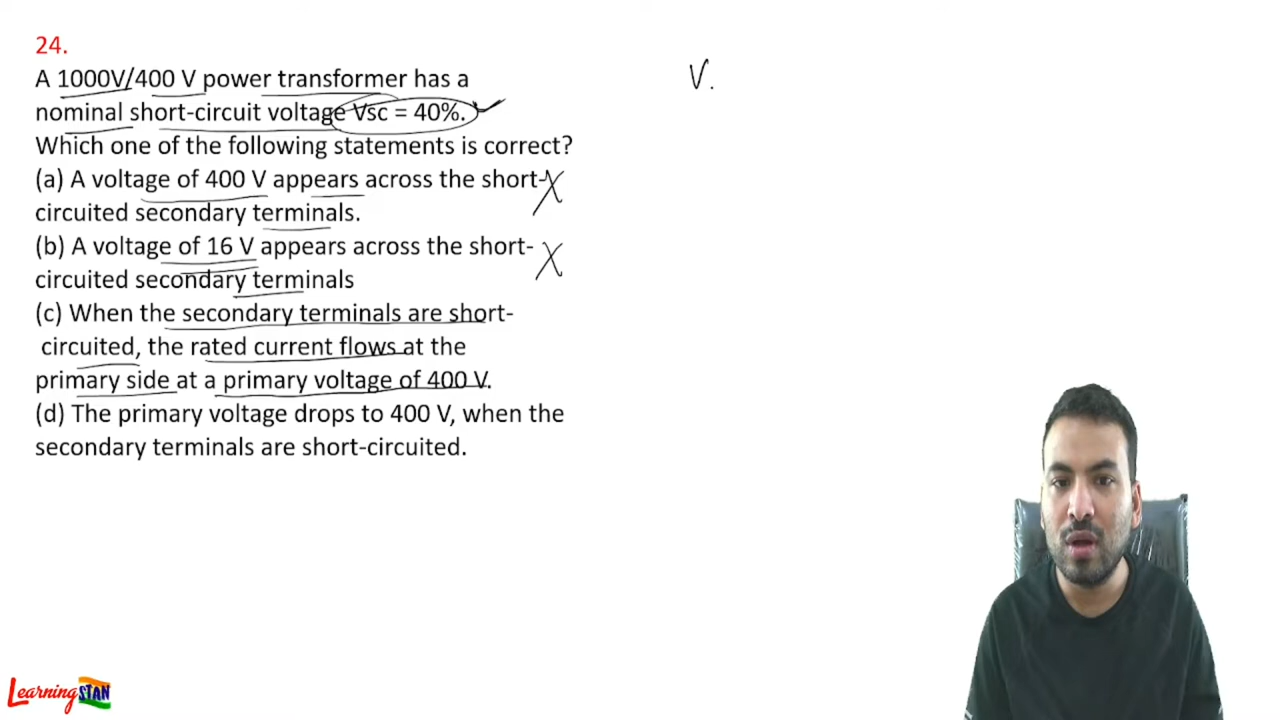 24.
A 1000V/400 V power transformer has a
nominal short-circuit voltage Vsc = 40%.
Which one of the following statements is correct?
(a) A voltage of 400 V appears across the short-
circuited secondary terminals.
(b) A voltage of 16 V appears across the short-
circuited secondary terminals
(c) When the secondary terminals are short-
circuited, the rated current flows at the
primary side at a primary voltage of 400 V.
(d) The primary voltage drops to 400 V, when the
secondary terminals are short-circuited.
V.
Learning STAN